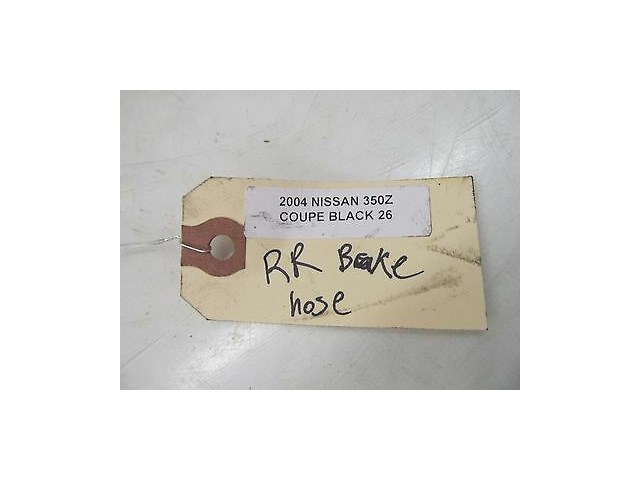 2004 NISSAN 350Z
COUPE BLACK 26
RR Brake
hose